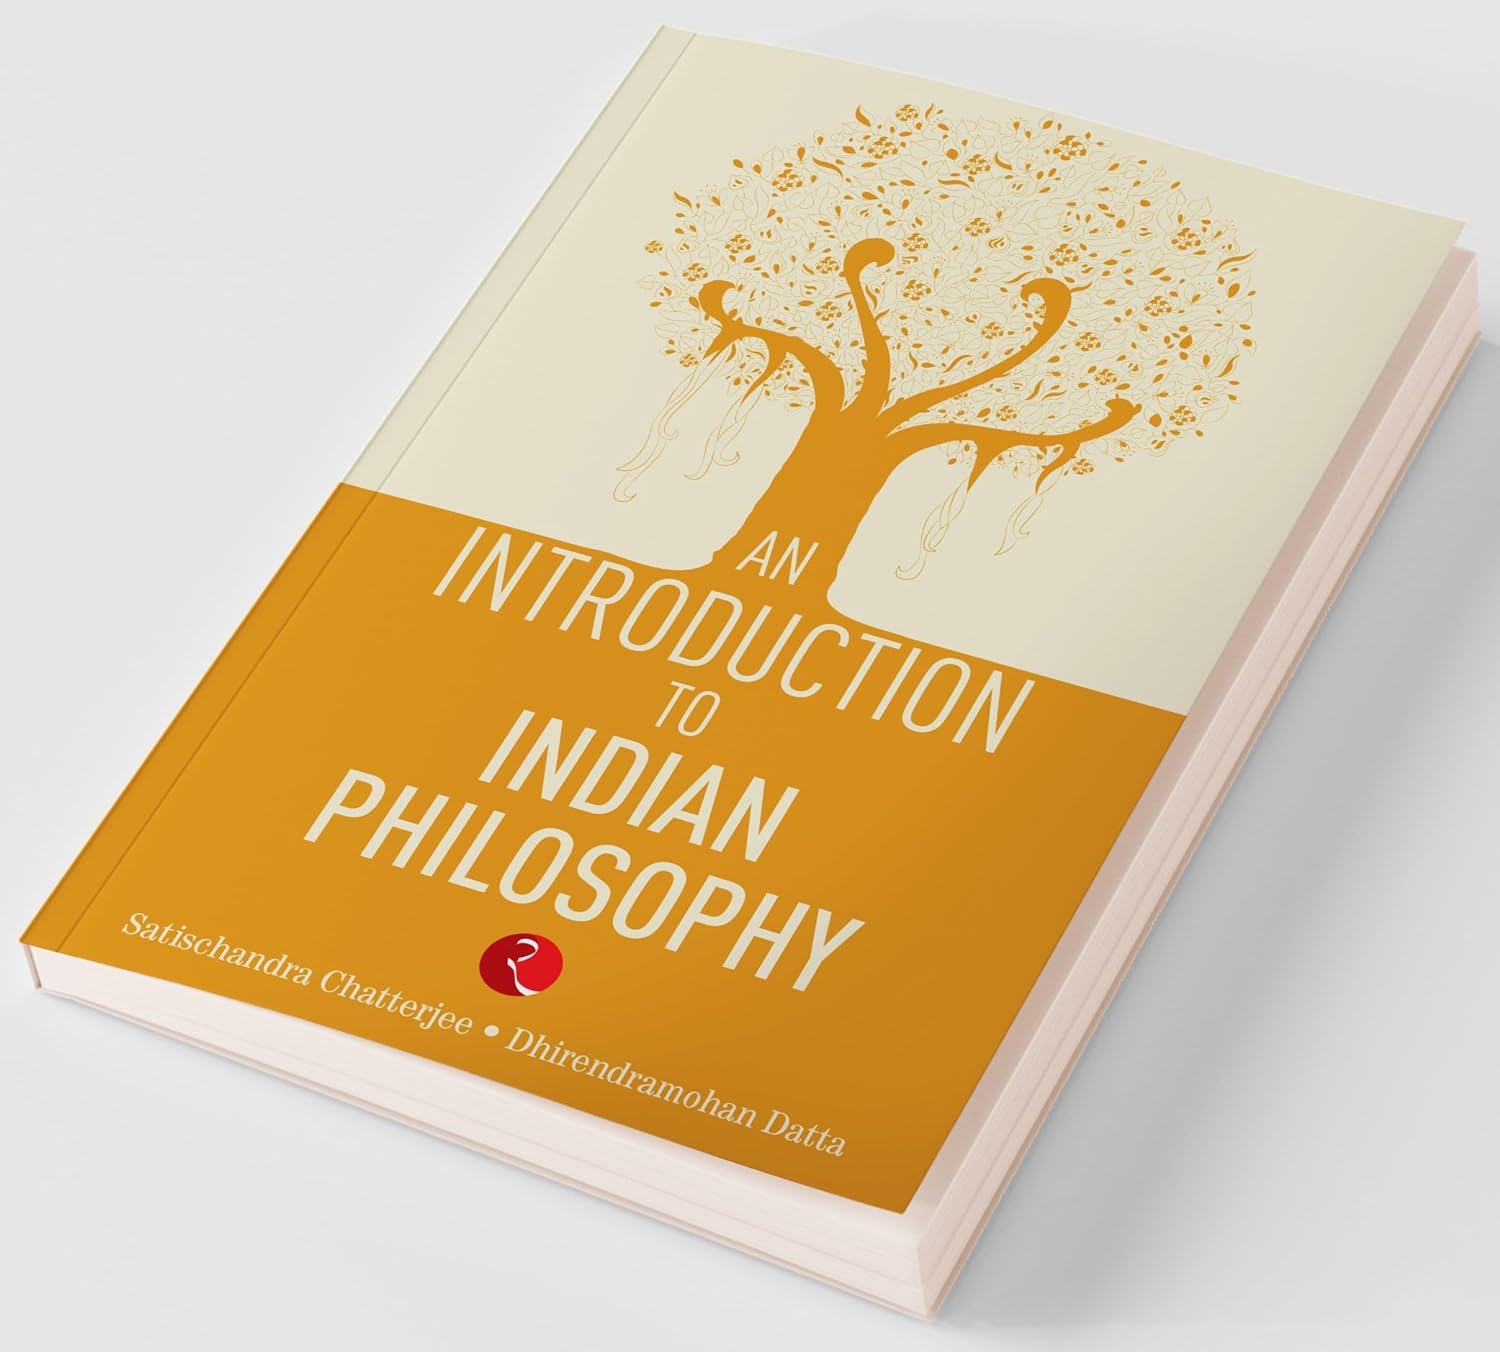 AN
INTRODUCTION
TO
INDIAN
PHILOSOPHY
Satischandra Chatterjee • Dhirendramohan Datta